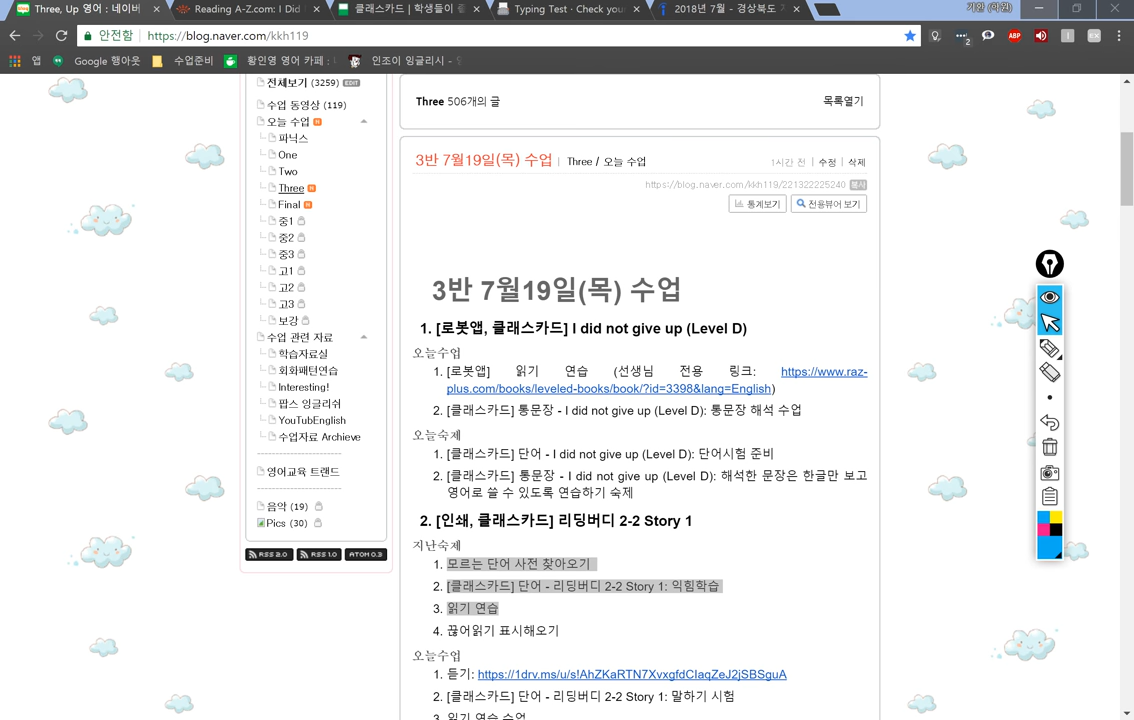 Three, Up 영어 : 네이버
Reading A-Z.com: I Did
클래스카드 | 학생들이 콜
Typing Test · Check you
2018년 7월 - 경상북도
안전함
https://blog.naver.com/kkh119
앱
Google 행아웃
수업준비
황인영 영어 카페 :
인조이 잉글리시 -
전체보기 (3259) EDIT
수업 동영상 (119)
오늘 수업
파닉스
One
Two
Three
Final
중1
중2
중3
고1
고2
고3
보강
수업 관련 자료
학습자료실
회화패턴연습
Interesting!
팝스 잉글리쉬
YouTubEnglish
수업자료 Archieve
영어교육 트랜드
음악 (19)
Pics (30)
RSS 2.0 RSS 1.0 ATOM 0.3
Three 506개의 글
목록열기
3반 7월19일(목) 수업 | Three / 오늘 수업
1시간 전 | 수정 | 삭제
https://blog.naver.com/kkh119/221322225240 복사
통계보기 전용뷰어 보기
3반 7월19일(목) 수업
1. [로봇앱, 클래스카드] I did not give up (Level D)
오늘수업
1. [로봇앱] 읽기 연습 (선생님 전용 링크: https://www.raz-
plus.com/books/leveled-books/book/?id=3398&lang=English)
2. [클래스카드] 통문장 - I did not give up (Level D): 통문장 해석 수업
오늘숙제
1. [클래스카드] 단어 - I did not give up (Level D): 단어시험 준비
2. [클래스카드] 통문장 - I did not give up (Level D): 해석한 문장은 한글만 보고
영어로 쓸 수 있도록 연습하기 숙제
2. [인쇄, 클래스카드] 리딩버디 2-2 Story 1
지난숙제
1. 모르는 단어 사전 찾아오기
2. [클래스카드] 단어 - 리딩버디 2-2 Story 1: 익힘학습
3. 읽기 연습
4. 끊어읽기 표시해오기
오늘수업
1. 듣기: https://1drv.ms/u/s!AhZKaRTN7XvxgfdCIaqZeJ2jSBSguA
2. [클래스카드] 단어 - 리딩버디 2-2 Story 1: 말하기 시험
3. 읽기 연습 수업